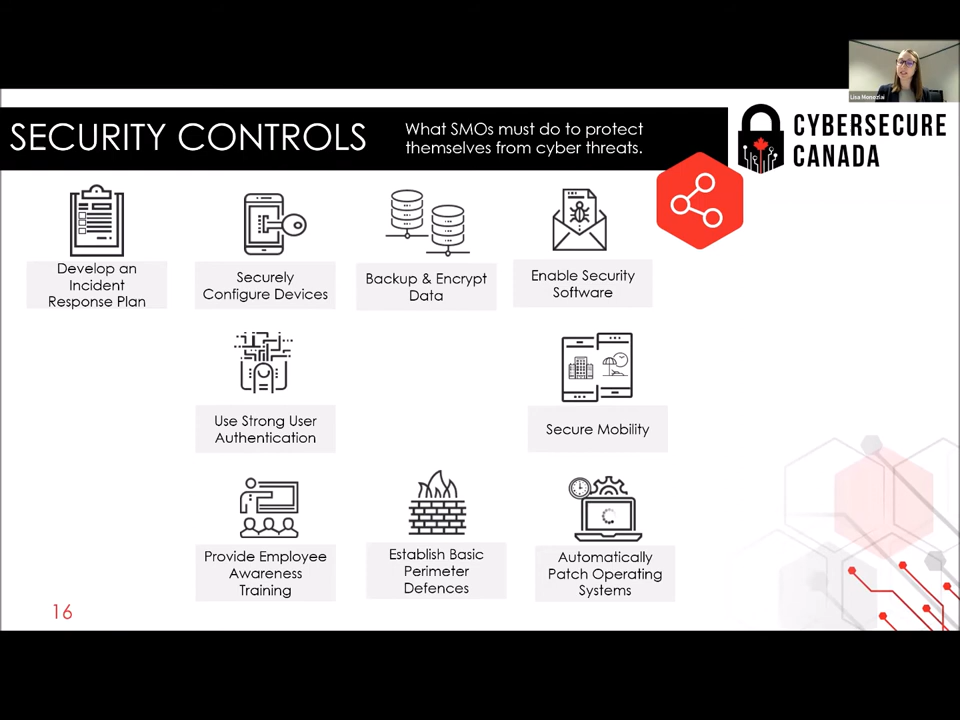 Lisa Menozlai
SECURITY CONTROLS
What SMOs must do to protect
themselves from cyber threats.
CYBERSECURE
CANADA
Develop an
Incident
Response Plan
Securely
Configure Devices
Backup & Encrypt
Data
Enable Security
Software
Use Strong User
Authentication
Secure Mobility
Provide Employee
Awareness
Training
Establish Basic
Perimeter
Defences
Automatically
Patch Operating
Systems
16